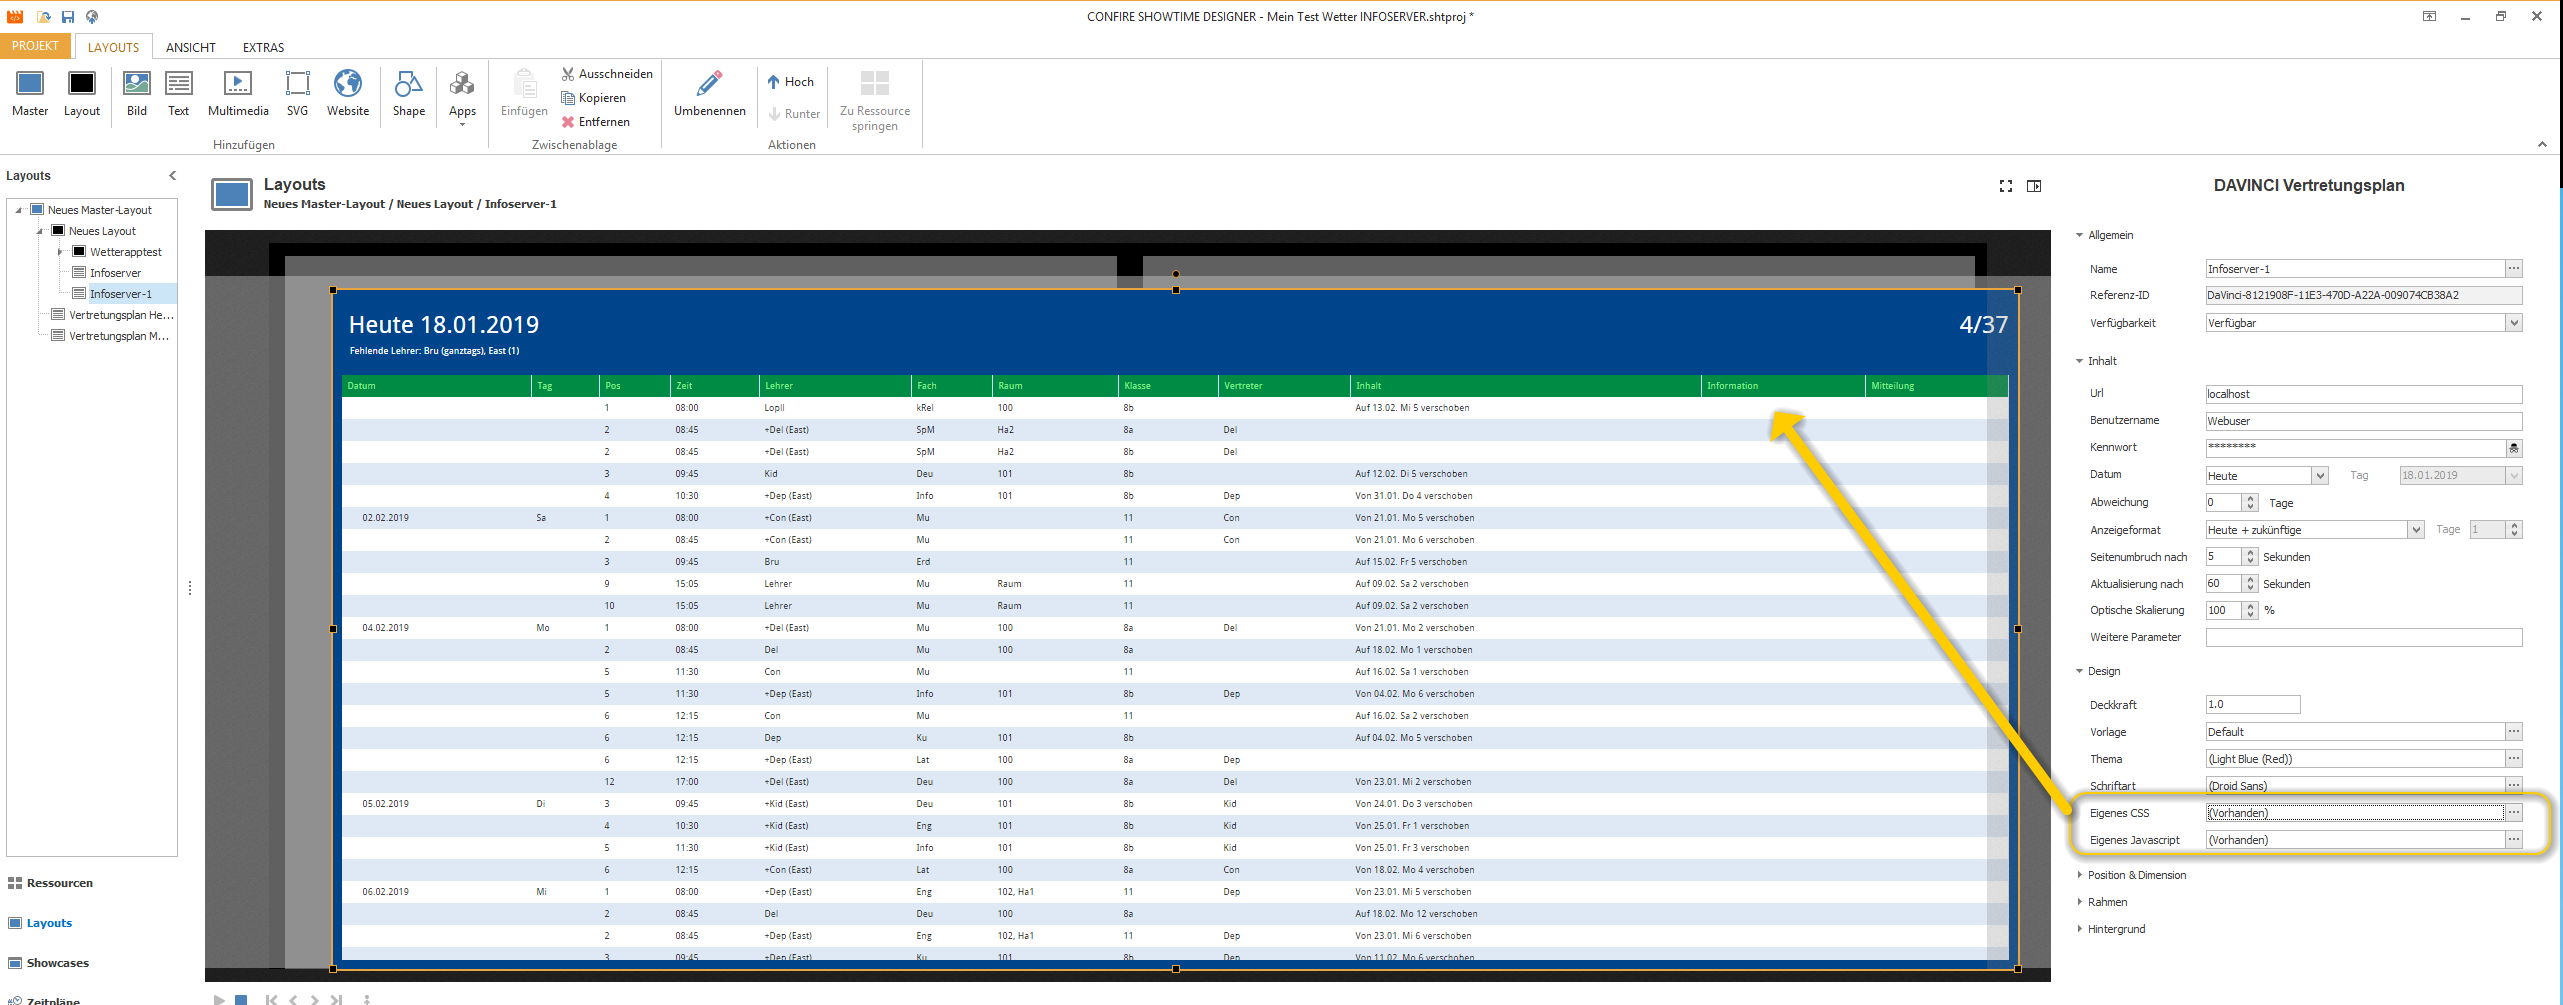 CONFIRE SHOWTIME DESIGNER - Mein Test Wetter INFOSERVER.shtproj *
PROJEKT LAYOUTS ANSICHT EXTRAS
Master Layout Bild Text Multimedia SVG Website Shape Apps
Hinzufügen
Einfügen
Ausschneiden
Kopieren
Entfernen
Zwischenablage
Umbenennen
Hoch
Runter
Zu Ressource
springen
Aktionen
Layouts
Neues Master-Layout
Neues Layout
Wetterapptest
Infoserver
Infoserver-1
Vertretungsplan He...
Vertretungsplan M...
Ressourcen
Layouts
Showcases
Zeitpläne
Layouts
Neues Master-Layout / Neues Layout / Infoserver-1
Heute 18.01.2019 4/37
Fehlende Lehrer: Bru (ganztags), East (1)
Datum Tag Pos Zeit Lehrer Fach Raum Klasse Vertreter Inhalt Information Mitteilung
1 08:00 Lopll kRel 100 8b Auf 13.02. Mi 5 verschoben
2 08:45 +Del (East) SpM Ha2 8a Del
2 08:45 +Del (East) SpM Ha2 8b Del
3 09:45 Kid Deu 101 8b Auf 12.02. Di 5 verschoben
4 10:30 +Dep (East) Info 101 8b Dep Von 31.01. Do 4 verschoben
02.02.2019 Sa 1 08:00 +Con (East) Mu 11 Con Von 21.01. Mo 5 verschoben
2 08:45 +Con (East) Mu 11 Con Von 21.01. Mo 6 verschoben
3 09:45 Bru Erd 11 Auf 15.02. Fr 5 verschoben
9 15:05 Lehrer Mu Raum 11 Auf 09.02. Sa 2 verschoben
10 15:05 Lehrer Mu Raum 11 Auf 09.02. Sa 2 verschoben
04.02.2019 Mo 1 08:00 +Del (East) Mu 100 8a Del Von 21.01. Mo 2 verschoben
2 08:45 Del Mu 100 8a Auf 18.02. Mo 1 verschoben
5 11:30 Con Mu 11 Auf 16.02. Sa 1 verschoben
5 11:30 +Dep (East) Info 101 8b Dep Von 04.02. Mo 6 verschoben
6 12:15 Con Mu 11 Auf 16.02. Sa 2 verschoben
6 12:15 Dep Ku 101 8b Auf 04.02. Mo 5 verschoben
6 12:15 +Dep (East) Lat 100 8a Dep
12 17:00 +Del (East) Deu 100 8a Del Von 23.01. Mi 2 verschoben
05.02.2019 Di 3 09:45 +Kid (East) Deu 101 8b Kid Von 24.01. Do 3 verschoben
4 10:30 +Kid (East) Eng 101 8b Kid Von 25.01. Fr 1 verschoben
5 11:30 +Kid (East) Info 101 8b Kid Von 25.01. Fr 3 verschoben
6 12:15 +Con (East) Lat 100 8a Con Von 18.02. Mo 4 verschoben
06.02.2019 Mi 1 08:00 +Dep (East) Eng 102, Ha1 11 Dep Von 23.01. Mi 5 verschoben
2 08:45 Del Deu 100 8a Auf 18.02. Mo 12 verschoben
2 08:45 +Dep (East) Eng 102, Ha1 11 Dep Von 23.01. Mi 6 verschoben
3 09:45 +Dep (East) Ku 101 8b Dep Von 11.02. Mo 6 verschoben
DAVINCI Vertretungsplan
Allgemein
Name Infoserver-1
Referenz-ID DaVinci-8121908F-11E3-470D-A22A-009074CB38A2
Verfügbarkeit Verfügbar
Inhalt
Url localhost
Benutzername Webuser
Kennwort ********
Datum Heute Tag 18.01.2019
Abweichung 0 Tage
Anzeigeformat Heute + zukünftige Tage 1
Seitenumbruch nach 5 Sekunden
Aktualisierung nach 60 Sekunden
Optische Skalierung 100 %
Weitere Parameter
Design
Deckkraft 1.0
Vorlage Default
Thema (Light Blue (Red))
Schriftart (Droid Sans)
Eigenes CSS (Vorhanden)
Eigenes Javascript (Vorhanden)
Position & Dimension
Rahmen
Hintergrund